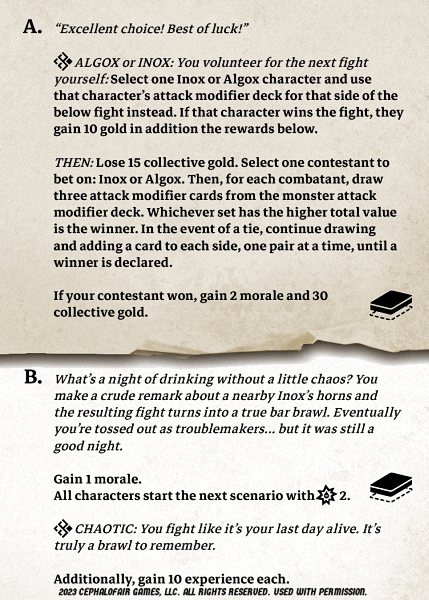 A. “Excellent choice! Best of luck!”
ALGOX or INOX: You volunteer for the next fight
yourself: Select one Inox or Algox character and use
that character’s attack modifier deck for that side of the
below fight instead. If that character wins the fight, they
gain 10 gold in addition the rewards below.
THEN: Lose 15 collective gold. Select one contestant to
bet on: Inox or Algox. Then, for each combatant, draw
three attack modifier cards from the monster attack
modifier deck. Whichever set has the higher total value
is the winner. In the event of a tie, continue drawing
and adding a card to each side, one pair at a time, until a
winner is declared.
If your contestant won, gain 2 morale and 30
collective gold.
B. What’s a night of drinking without a little chaos? You
make a crude remark about a nearby Inox’s horns and
the resulting fight turns into a true bar brawl. Eventually
you’re tossed out as troublemakers... but it was still a
good night.
Gain 1 morale.
All characters start the next scenario with 2.
CHAOTIC: You fight like it’s your last day alive. It’s
truly a brawl to remember.
Additionally, gain 10 experience each.
2023 CEPHALOFAIR GAMES, LLC. ALL RIGHTS RESERVED. USED WITH PERMISSION.